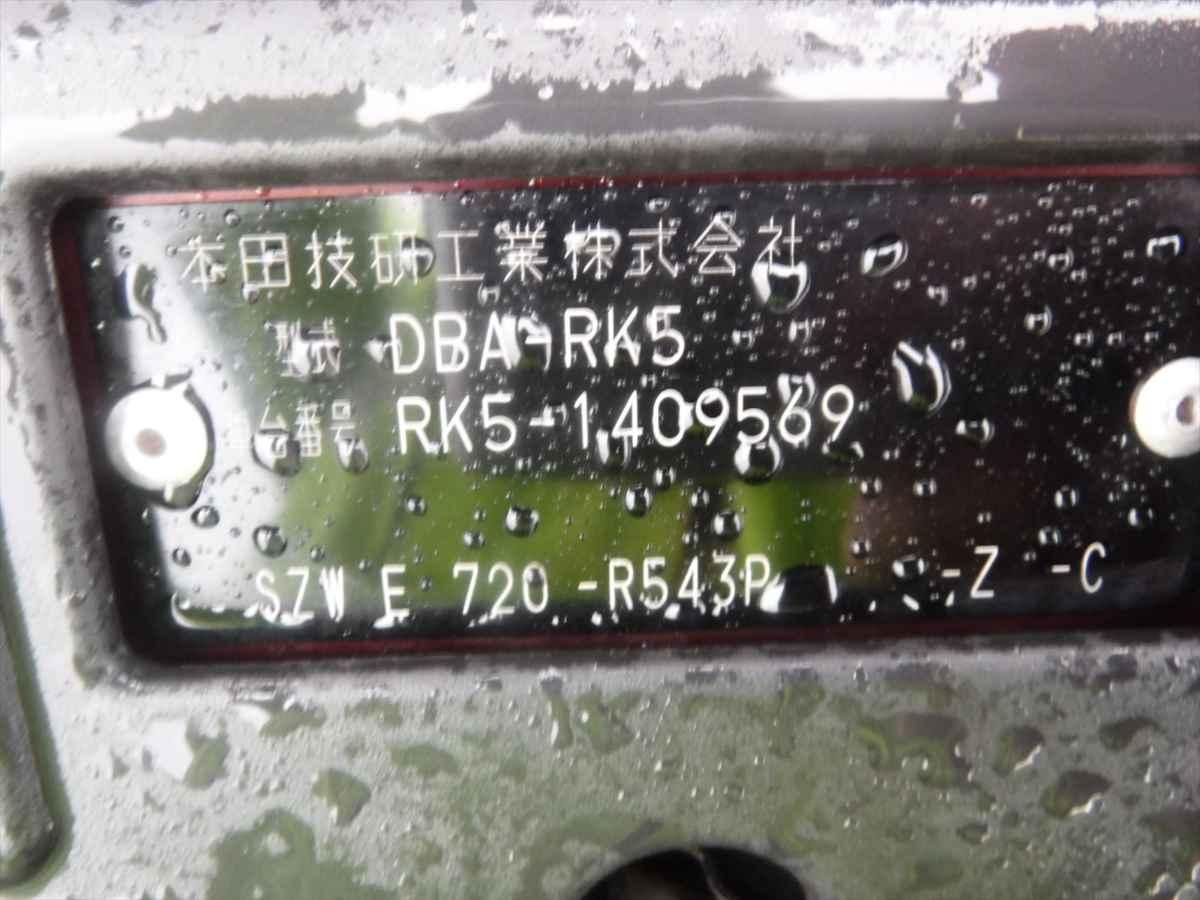 本田技研工業株式会社
型式 DBA-RK5
台番号 RK5-1409569
SZW E 720 -R543P -Z -C